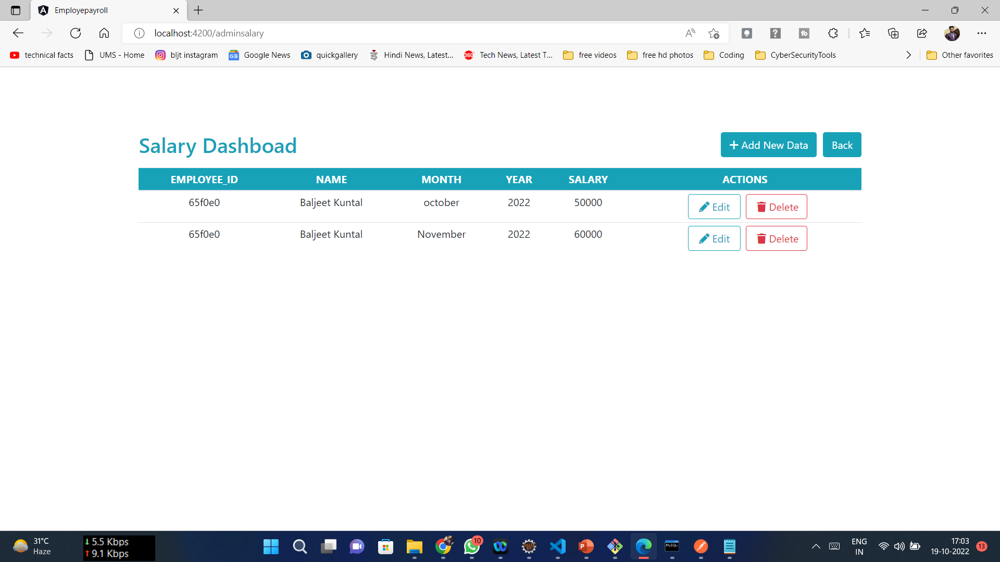 Employepayroll
localhost:4200/adminsalary
technical facts UMS - Home bljt instagram Google News quickgallery Hindi News, Latest... 360 Tech News, Latest T... free videos free hd photos Coding CyberSecurityTools Other favorites
Salary Dashboad + Add New Data Back
EMPLOYEE_ID NAME MONTH YEAR SALARY ACTIONS
65f0e0 Baljeet Kuntal october 2022 50000 Edit Delete
65f0e0 Baljeet Kuntal November 2022 60000 Edit Delete
31°C
Haze
5.5 Kbps
9.1 Kbps
10
ENG
IN
17:03
19-10-2022
13